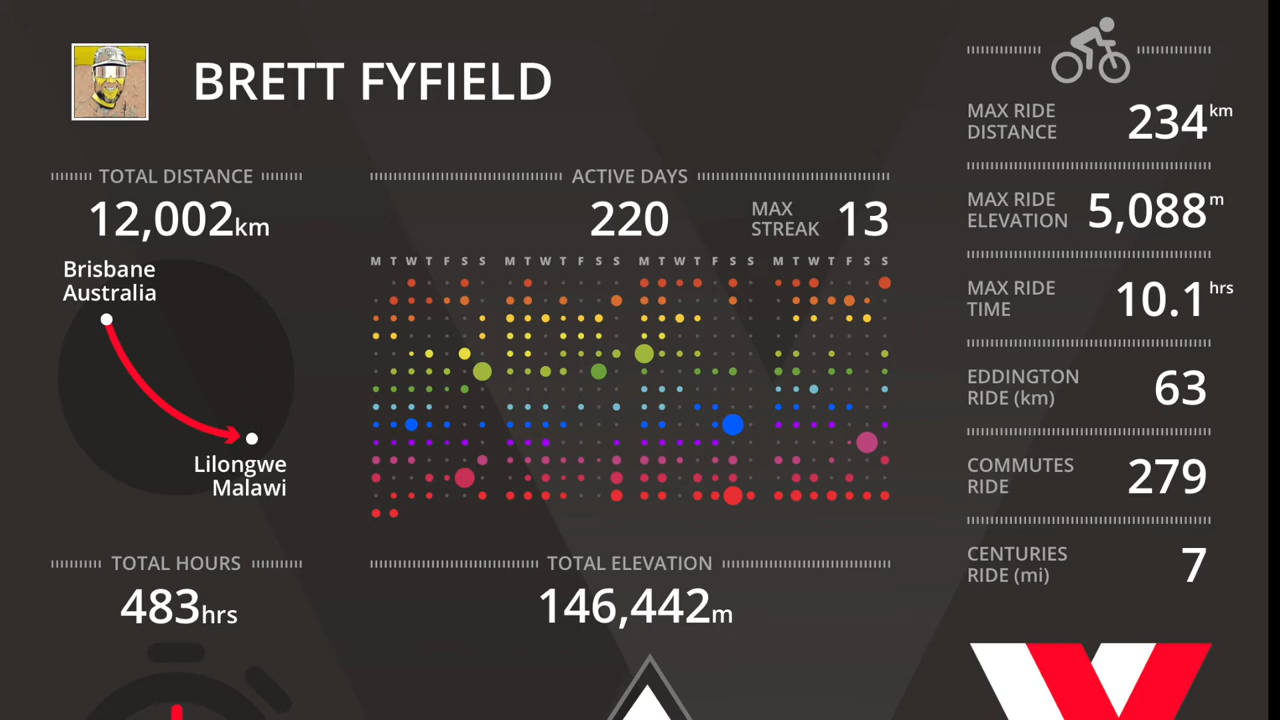 BRETT FYFIELD
TOTAL DISTANCE
12,002km
Brisbane
Australia
Lilongwe
Malawi
TOTAL HOURS
483hrs
ACTIVE DAYS
220
MAX
STREAK
13
M T W T F S S M T W T F S S M T W T F S S M T W T F S S
TOTAL ELEVATION
146,442m
MAX RIDE
DISTANCE
234km
MAX RIDE
ELEVATION
5,088m
MAX RIDE
TIME
10.1hrs
EDDINGTON
RIDE (km)
63
COMMUTES
RIDE
279
CENTURIES
RIDE (mi)
7